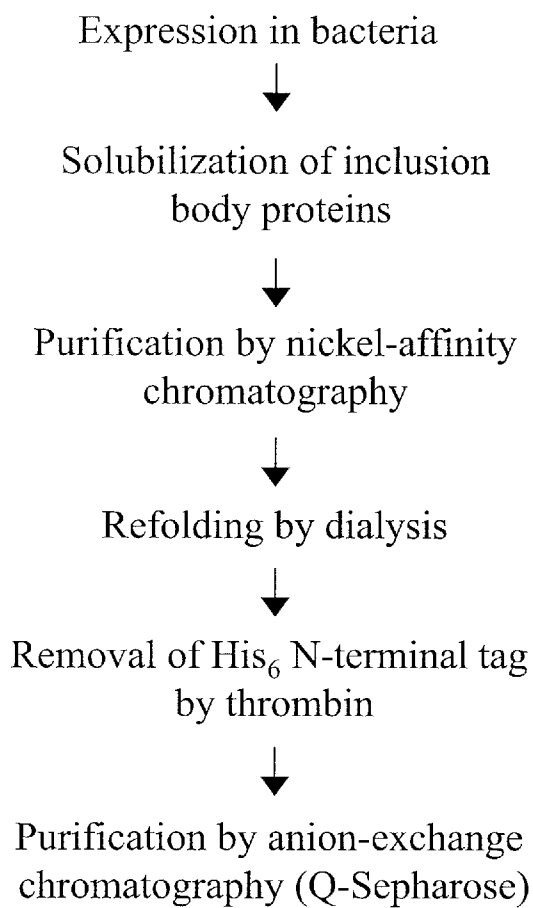 Expression in bacteria
Solubilization of inclusion
body proteins
Purification by nickel-affinity
chromatography
Refolding by dialysis
Removal of His₆ N-terminal tag
by thrombin
Purification by anion-exchange
chromatography (Q-Sepharose)